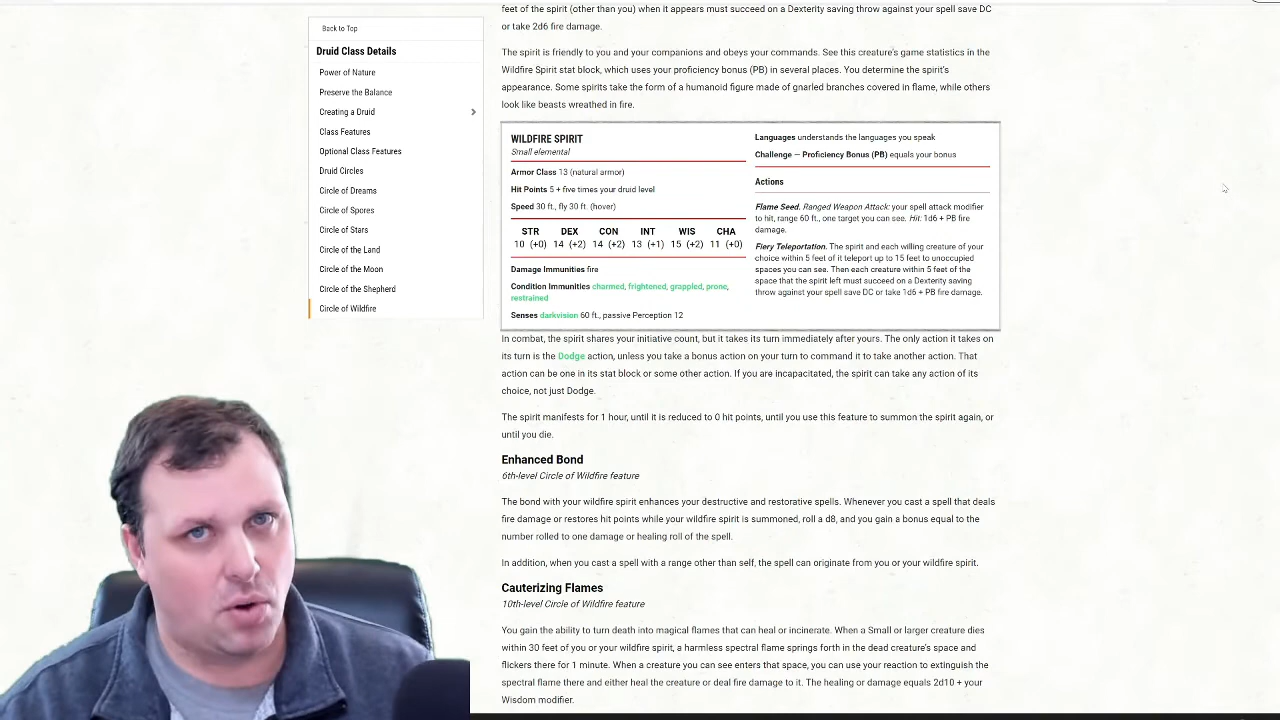 feet of the spirit (other than you) when it appears must succeed on a Dexterity saving throw against your spell save DC
or take 2d6 fire damage.
The spirit is friendly to you and your companions and obeys your commands. See this creature's game statistics in the
Wildfire Spirit stat block, which uses your proficiency bonus (PB) in several places. You determine the spirit's
appearance. Some spirits take the form of a humanoid figure made of gnarled branches covered in flame, while others
look like beasts wreathed in fire.
Back to Top
Druid Class Details
Power of Nature
Preserve the Balance
Creating a Druid
Class Features
Optional Class Features
Druid Circles
Circle of Dreams
Circle of Spores
Circle of Stars
Circle of the Land
Circle of the Moon
Circle of the Shepherd
Circle of Wildfire
WILDFIRE SPIRIT
Small elemental
Armor Class 13 (natural armor)
Hit Points 5 + five times your druid level
Speed 30 ft., fly 30 ft. (hover)
STR DEX CON INT WIS CHA
10 (+0) 14 (+2) 14 (+2) 13 (+1) 15 (+2) 11 (+0)
Damage Immunities fire
Condition Immunities charmed, frightened, grappled, prone,
restrained
Senses darkvision 60 ft., passive Perception 12
Languages understands the languages you speak
Challenge — Proficiency Bonus (PB) equals your bonus
Actions
Flame Seed. Ranged Weapon Attack: your spell attack modifier
to hit, range 60 ft., one target you can see. Hit: 1d6 + PB fire
damage.
Fiery Teleportation. The spirit and each willing creature of your
choice within 5 feet of it teleport up to 15 feet to unoccupied
spaces you can see. Then each creature within 5 feet of the
space that the spirit left must succeed on a Dexterity saving
throw against your spell save DC or take 1d6 + PB fire damage.
In combat, the spirit shares your initiative count, but it takes its turn immediately after yours. The only action it takes on
its turn is the Dodge action, unless you take a bonus action on your turn to command it to take another action. That
action can be one in its stat block or some other action. If you are incapacitated, the spirit can take any action of its
choice, not just Dodge.
The spirit manifests for 1 hour, until it is reduced to 0 hit points, until you use this feature to summon the spirit again, or
until you die.
Enhanced Bond
6th-level Circle of Wildfire feature
The bond with your wildfire spirit enhances your destructive and restorative spells. Whenever you cast a spell that deals
fire damage or restores hit points while your wildfire spirit is summoned, roll a d8, and you gain a bonus equal to the
number rolled to one damage or healing roll of the spell.
In addition, when you cast a spell with a range other than self, the spell can originate from you or your wildfire spirit.
Cauterizing Flames
10th-level Circle of Wildfire feature
You gain the ability to turn death into magical flames that can heal or incinerate. When a Small or larger creature dies
within 30 feet of you or your wildfire spirit, a harmless spectral flame springs forth in the dead creature's space and
flickers there for 1 minute. When a creature you can see enters that space, you can use your reaction to extinguish the
spectral flame there and either heal the creature or deal fire damage to it. The healing or damage equals 2d10 + your
Wisdom modifier.